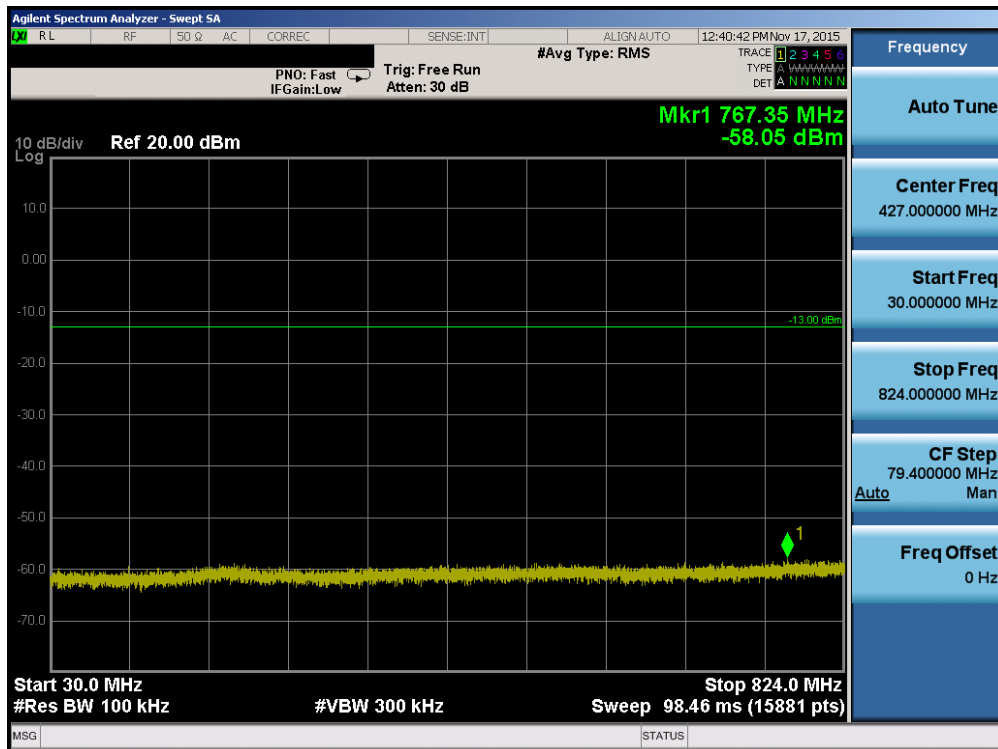 Agilent Spectrum Analyzer - Swept SA
LXI RL RF 50 Ω AC CORREC SENSE:INT ALIGN AUTO 12:40:42 PM Nov 17, 2015
#Avg Type: RMS
TRACE 1 2 3 4 5 6
PNO: Fast Trig: Free Run
TYPE A WWWWW
IFGain:Low Atten: 30 dB
DET A N N N N N
Mkr1 767.35 MHz
-58.05 dBm
10 dB/div Ref 20.00 dBm
Log
10.0
0.00
-10.0
-13.00 dBm
-20.0
-30.0
-40.0
-50.0
1
-60.0
-70.0
Start 30.0 MHz Stop 824.0 MHz
#Res BW 100 kHz #VBW 300 kHz Sweep 98.46 ms (15881 pts)
MSG STATUS
Frequency
Auto Tune
Center Freq
427.000000 MHz
Start Freq
30.000000 MHz
Stop Freq
824.000000 MHz
CF Step
79.400000 MHz
Auto Man
Freq Offset
0 Hz